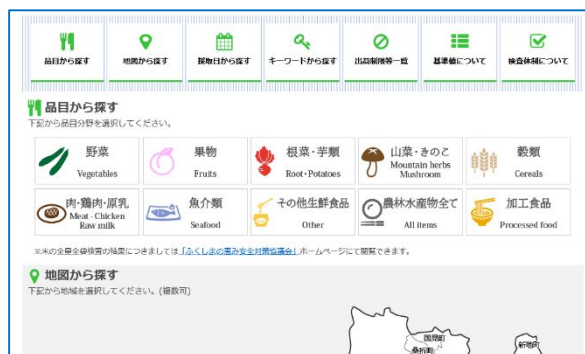 品目から探す
地図から探す
採取日から探す
キーワードから探す
出荷制限等一覧
基準値について
検査体制について
品目から探す
下記から品目分野を選択してください。
野菜
Vegetables
果物
Fruits
根菜・芋類
Root・Potatoes
山菜・きのこ
Mountain herbs
Mushroom
穀類
Cereals
肉・鶏肉・原乳
Meat・Chicken
Raw milk
魚介類
Seafood
その他生鮮食品
Other
農林水産物全て
All items
加工食品
Processed food
※米の全量全袋検査の結果につきましては「ふくしまの恵み安全対策協議会」ホームページにて閲覧できます。
地図から探す
下記から地域を選択してください。(複数可)
国見町
桑折町
新地町